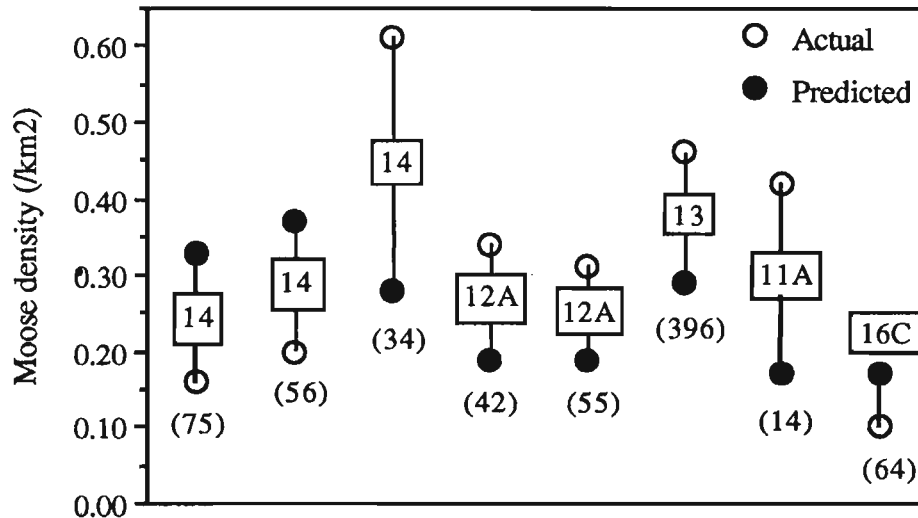 Moose density (/km2)
0.60
0.50
0.40
0.30
0.20
0.10
0.00
Actual
Predicted
14
(75)
14
(56)
14
(34)
12A
(42)
12A
(55)
13
(396)
11A
(14)
16C
(64)